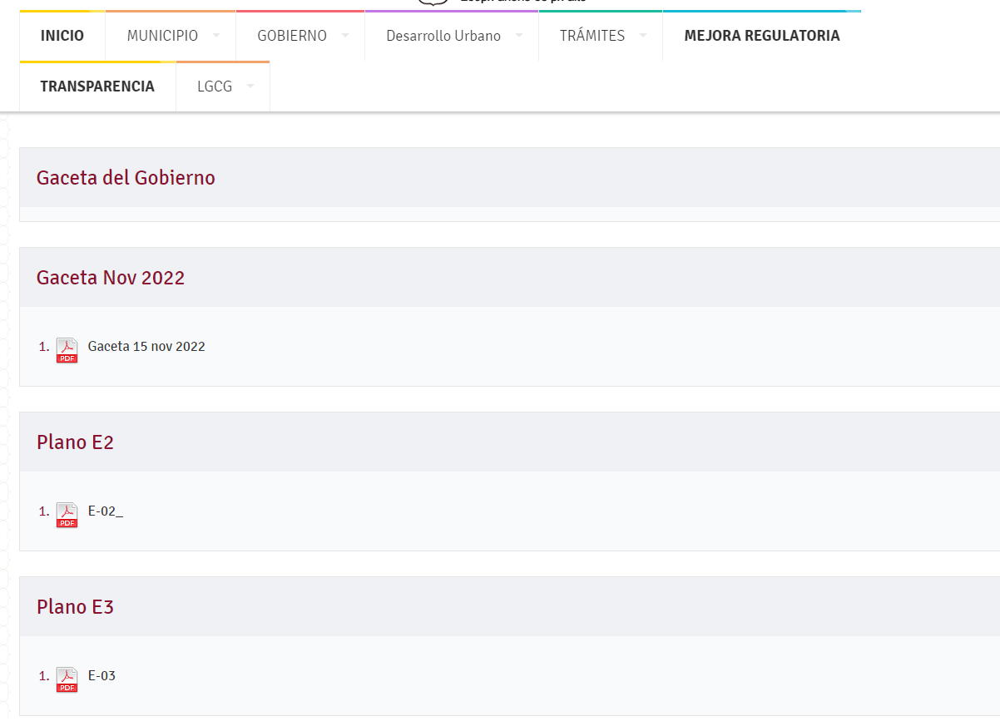 INICIO MUNICIPIO GOBIERNO Desarrollo Urbano TRÁMITES MEJORA REGULATORIA
TRANSPARENCIA LGCG
Gaceta del Gobierno
Gaceta Nov 2022
1. PDF Gaceta 15 nov 2022
Plano E2
1. PDF E-02_
Plano E3
1. PDF E-03